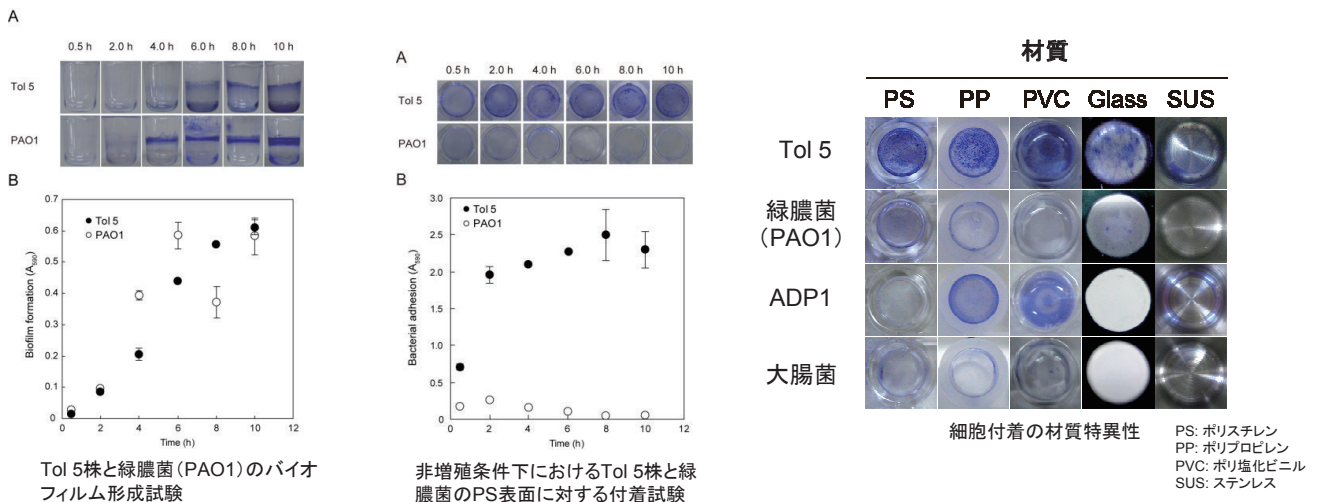 A
0.5 h 2.0 h 4.0 h 6.0 h 8.0 h 10 h
Tol 5
PAO1
B
0.7
0.6
0.5
0.4
0.3
0.2
0.1
0
Biofilm formation (A590)
Tol 5
PAO1
0 2 4 6 8 10 12
Time (h)
Tol 5株と緑膿菌(PAO1)のバイオ
フィルム形成試験
A
0.5 h 2.0 h 4.0 h 6.0 h 8.0 h 10 h
Tol 5
PAO1
B
3.0
2.5
2.0
1.5
1.0
0.5
0
Bacterial adhesion (A590)
Tol 5
PAO1
0 2 4 6 8 10 12
Time (h)
非増殖条件下におけるTol 5株と緑
膿菌のPS表面に対する付着試験
材質
PS PP PVC Glass SUS
Tol 5
緑膿菌
(PAO1)
ADP1
大腸菌
細胞付着の材質特異性
PS: ポリスチレン
PP: ポリプロピレン
PVC: ポリ塩化ビニル
SUS: ステンレス